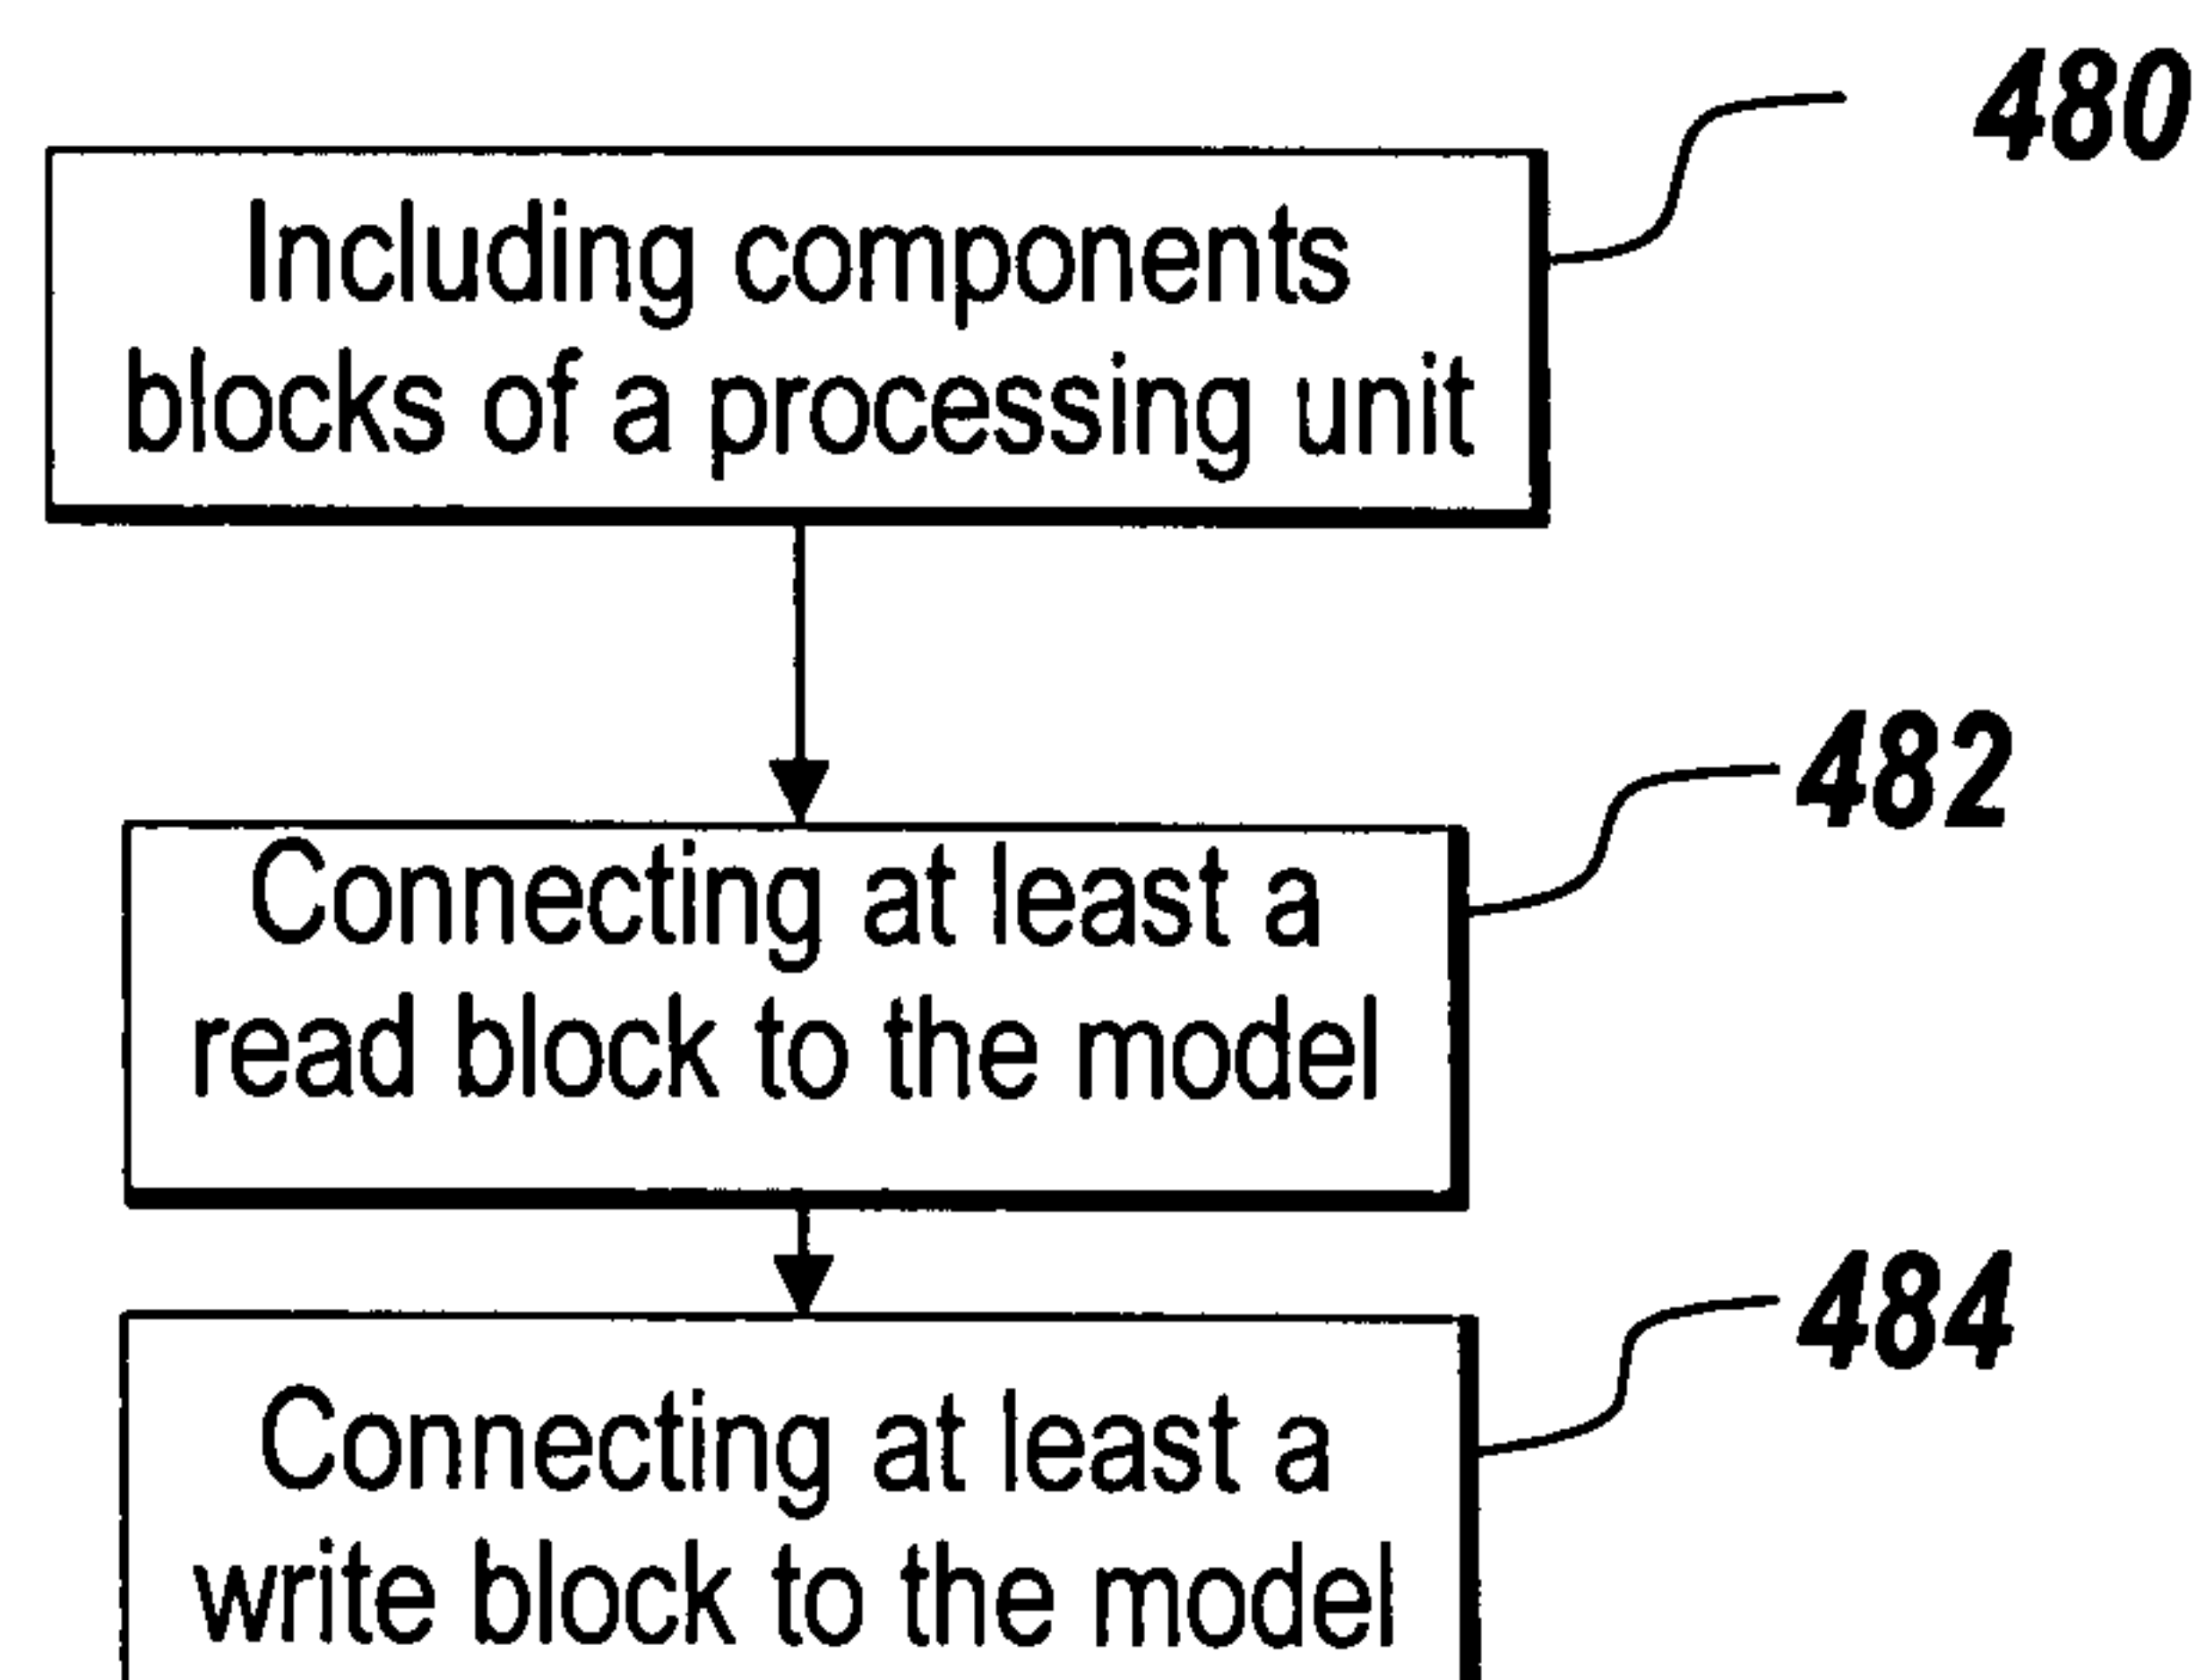 480
Including components
blocks of a processing unit
482
Connecting at least a
read block to the model
484
Connecting at least a
write block to the model